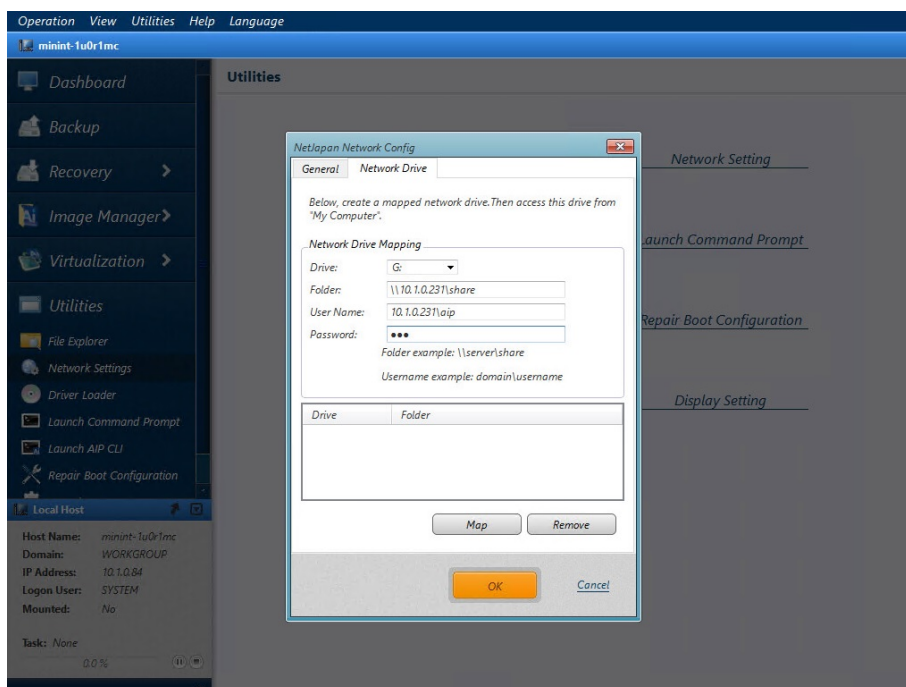 Operation View Utilities Help Language
minint-1u0r1mc
Dashboard
Backup
Recovery
Image Manager
Virtualization
Utilities
File Explorer
Network Settings
Driver Loader
Launch Command Prompt
Launch AIP CLI
Repair Boot Configuration
Local Host
Host Name: minint-1u0r1mc
Domain: WORKGROUP
IP Address: 10.1.0.84
Logon User: SYSTEM
Mounted: No
Task: None
0.0 %
Utilities
Network Setting
Launch Command Prompt
Repair Boot Configuration
Display Setting
NetJapan Network Config
General Network Drive
Below, create a mapped network drive.Then access this drive from
"My Computer".
Network Drive Mapping
Drive: G:
Folder: \\10.1.0.231\share
User Name: 10.1.0.231\aip
Password: •••
Folder example: \\server\share
Username example: domain\username
Drive Folder
Map Remove
OK Cancel